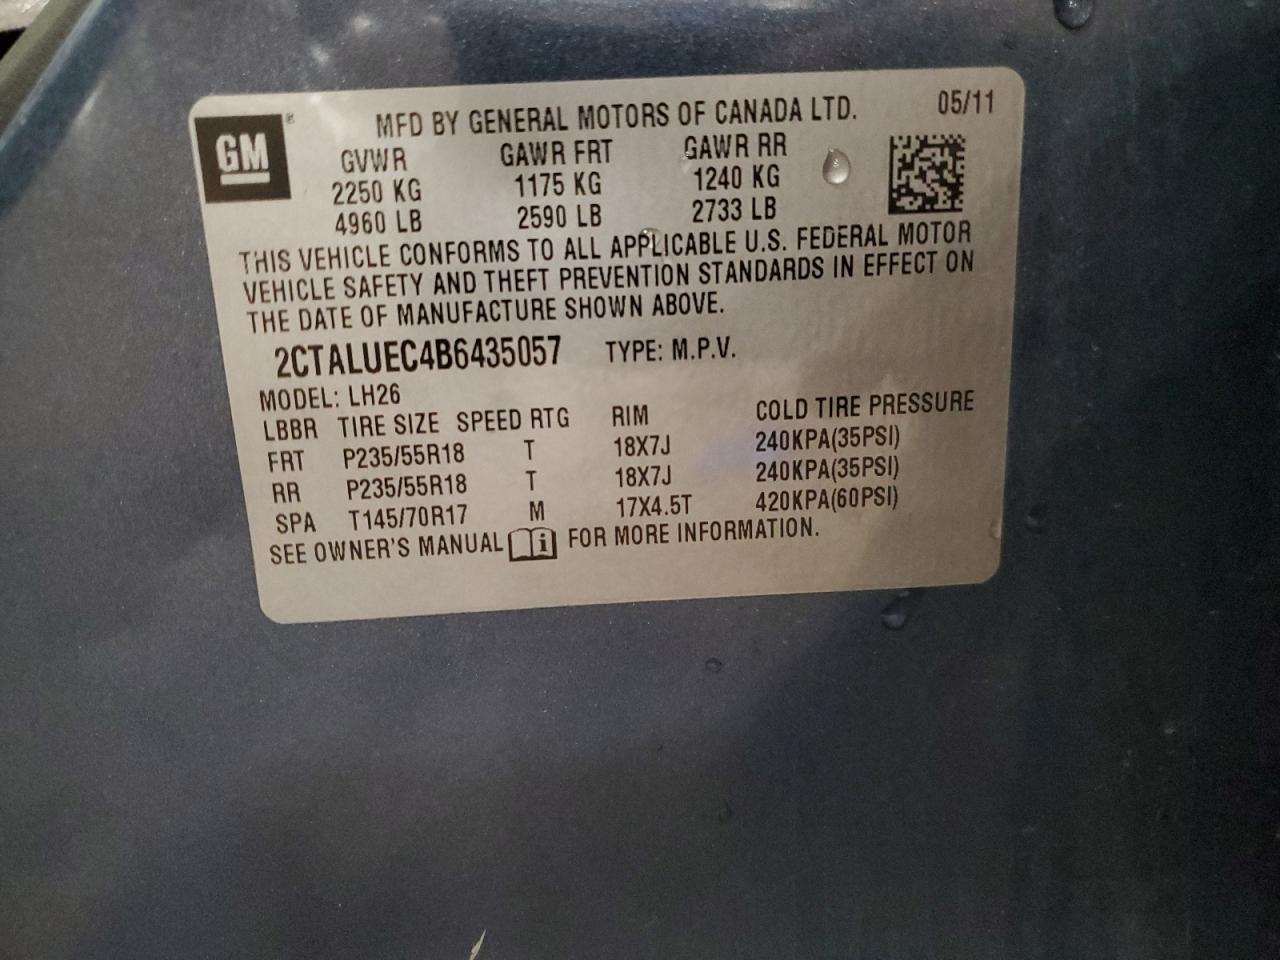 GM
MFD BY GENERAL MOTORS OF CANADA LTD. 05/11
GVWR GAWR FRT GAWR RR
2250 KG 1175 KG 1240 KG
4960 LB 2590 LB 2733 LB
THIS VEHICLE CONFORMS TO ALL APPLICABLE U.S. FEDERAL MOTOR
VEHICLE SAFETY AND THEFT PREVENTION STANDARDS IN EFFECT ON
THE DATE OF MANUFACTURE SHOWN ABOVE.
2CTALUEC4B6435057 TYPE: M.P.V.
MODEL: LH26
LBBR TIRE SIZE SPEED RTG RIM COLD TIRE PRESSURE
FRT P235/55R18 T 18X7J 240KPA(35PSI)
RR P235/55R18 T 18X7J 240KPA(35PSI)
SPA T145/70R17 M 17X4.5T 420KPA(60PSI)
SEE OWNER'S MANUAL i FOR MORE INFORMATION.